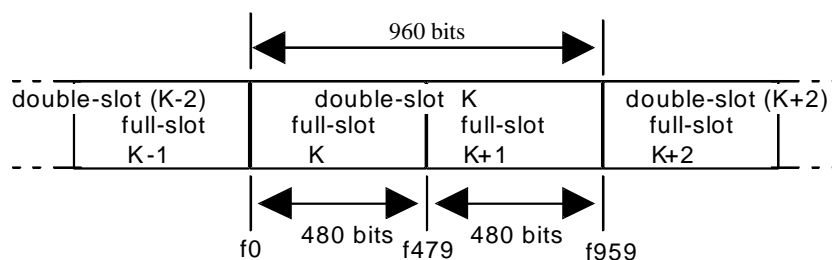 960 bits
double-slot (K-2) double-slot K double-slot (K+2)
full-slot full-slot full-slot full-slot
K-1 K K+1 K+2
480 bits 480 bits
f0 f479 f959